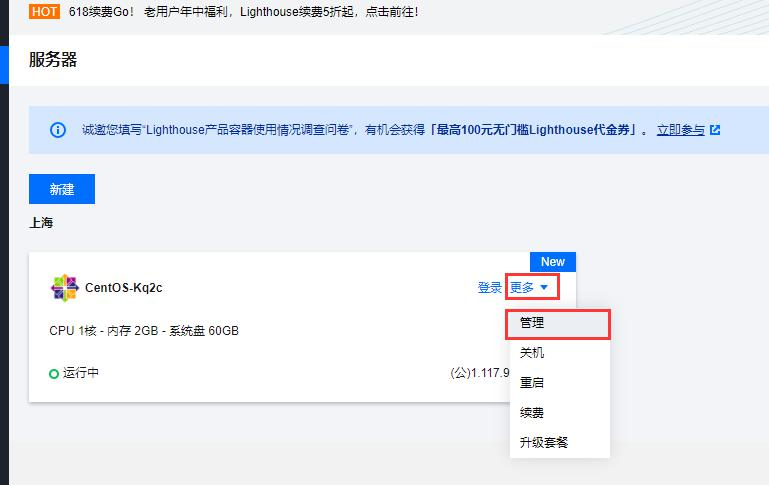 HOT 618续费Go! 老用户年中福利，Lighthouse续费5折起，点击前往!
服务器
诚邀您填写“Lighthouse产品容器使用情况调查问卷”，有机会获得「最高100元无门槛Lighthouse代金券」。 立即参与
新建
上海
New
CentOS-Kq2c 登录 更多
CPU 1核 - 内存 2GB - 系统盘 60GB
运行中 (公)1.117.9
管理
关机
重启
续费
升级套餐